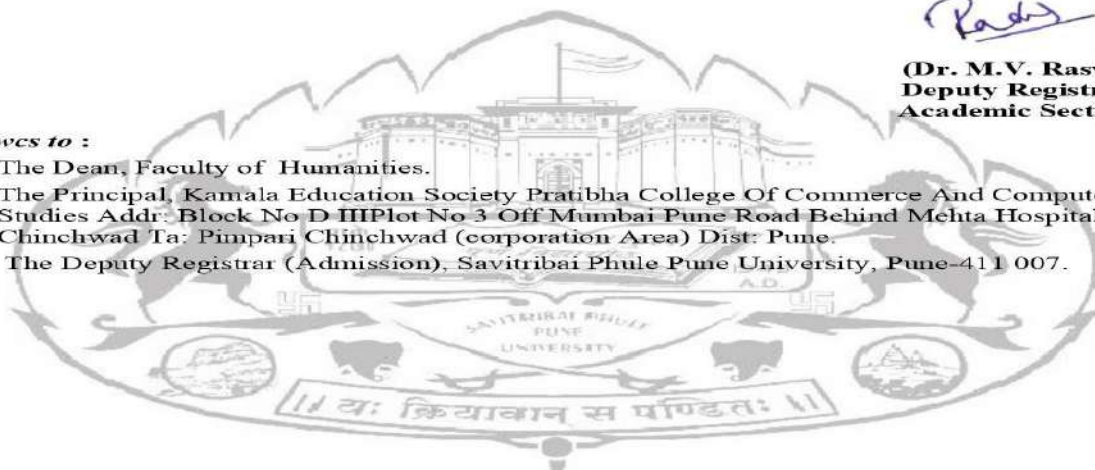 (Dr. M.V. Rasv
Deputy Registr
Academic Sect
wcs to :
The Dean, Faculty of Humanities.
The Principal, Kamala Education Society Pratibha College Of Commerce And Compute
Studies Addr: Block No D IIIPlot No 3 Off Mumbai Pune Road Behind Mehta Hospital
Chinchwad Ta: Pimpari Chinchwad (corporation Area) Dist: Pune.
The Deputy Registrar (Admission), Savitribai Phule Pune University, Pune-411 007.
A.D.
SAVITRIBAI PHULE
PUNE
UNIVERSITY
।। यः क्रियावान् स पण्डितः ।।